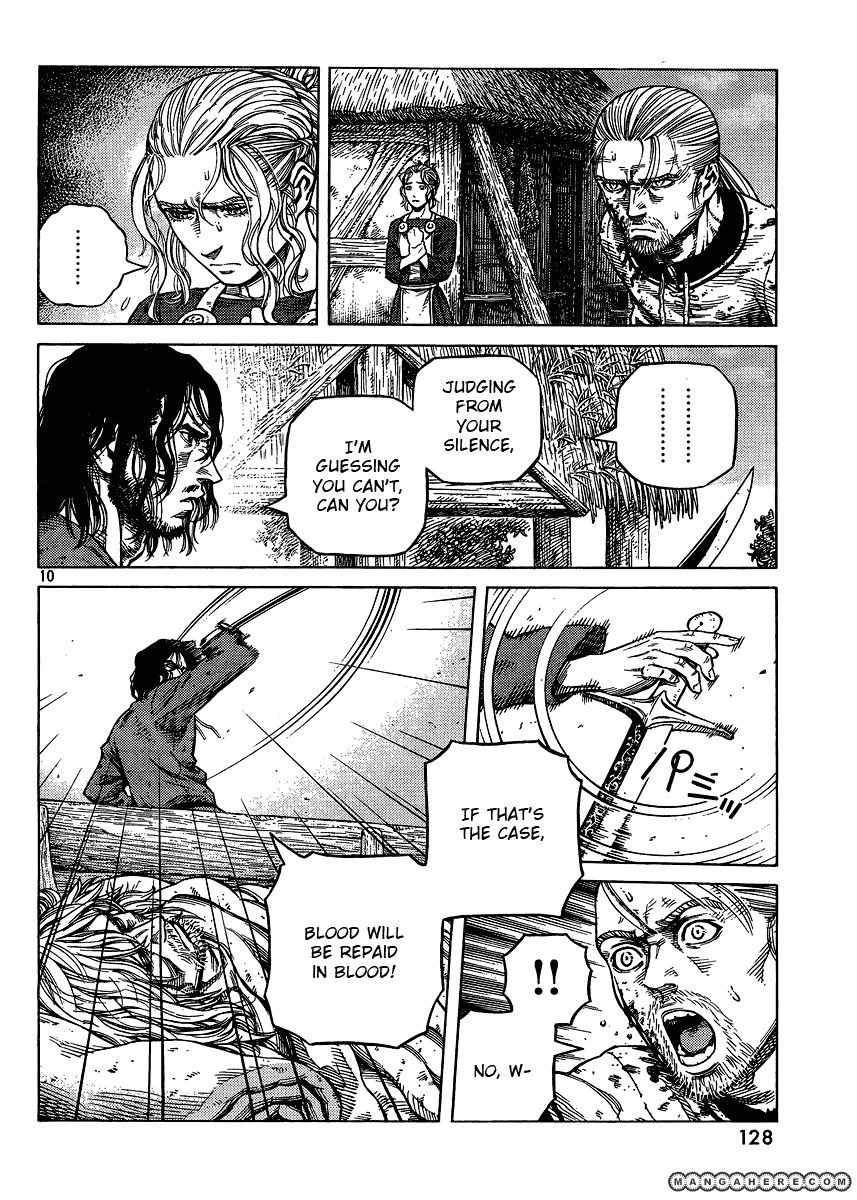 ........
........
........
JUDGING
FROM
YOUR
SILENCE,
I'M
GUESSING
YOU CAN'T,
CAN YOU?
10
IF THAT'S
THE CASE,
BLOOD WILL
BE REPAID
IN BLOOD!
!!
NO, W-
128
MANGAHERE.COM